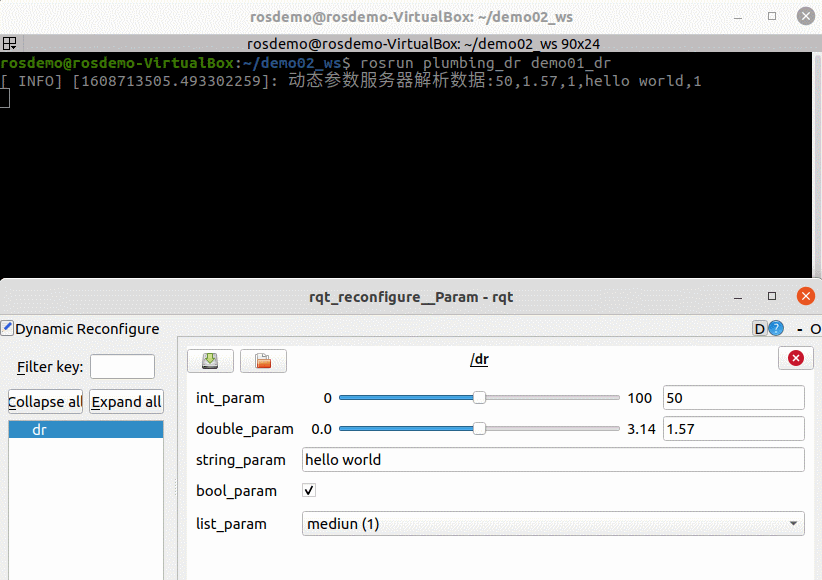 rosdemo@rosdemo-VirtualBox: ~/demo02_ws
rosdemo@rosdemo-VirtualBox: ~/demo02_ws 90x24
rosdemo@rosdemo-VirtualBox:~/demo02_ws$ rosrun plumbing_dr demo01_dr
[ INFO] [1608713505.493302259]: 动态参数服务器解析数据:50,1.57,1,hello world,1
rqt_reconfigure__Param - rqt
Dynamic Reconfigure D ? - O
Filter key:
Collapse all Expand all
dr
/dr
int_param 0 100 50
double_param 0.0 3.14 1.57
string_param hello world
bool_param
list_param mediun (1)